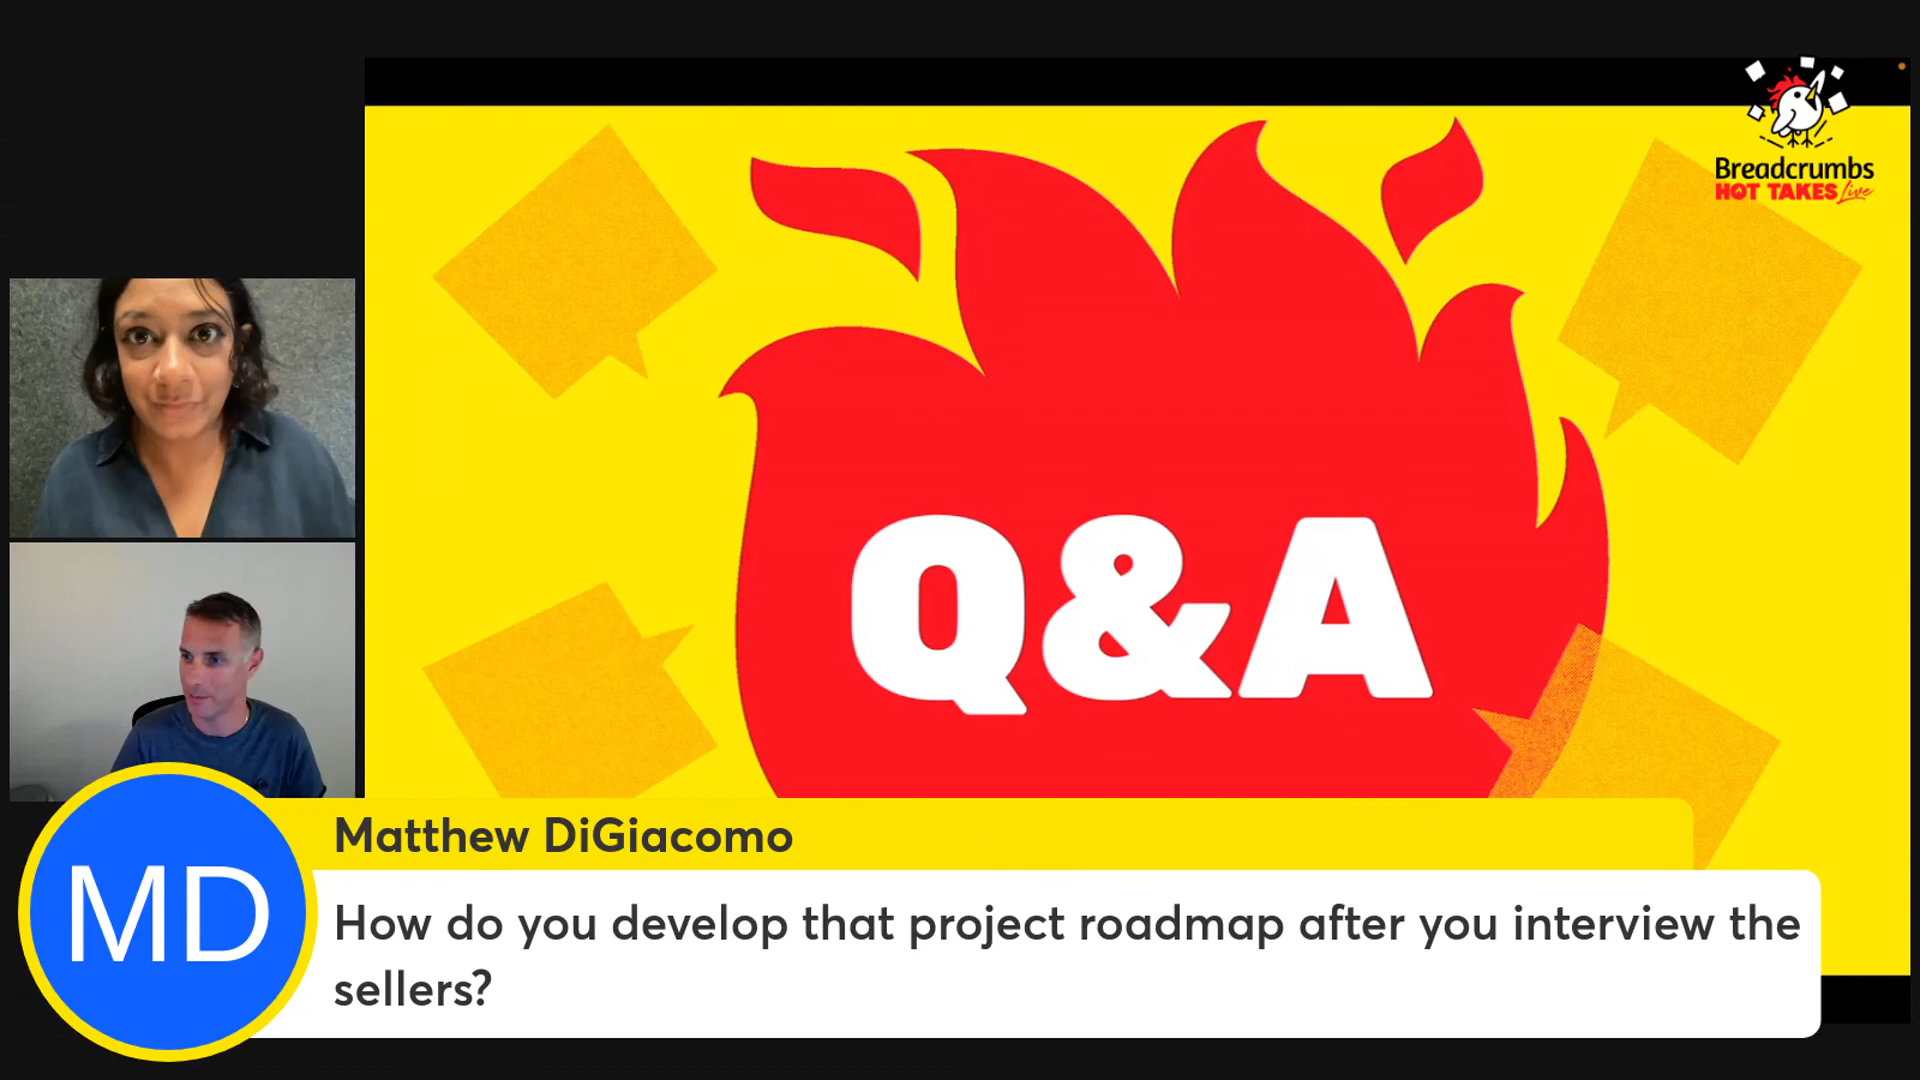 Breadcrumbs
HOT TAKES Live
Q&A
MD
Matthew DiGiacomo
How do you develop that project roadmap after you interview the
sellers?